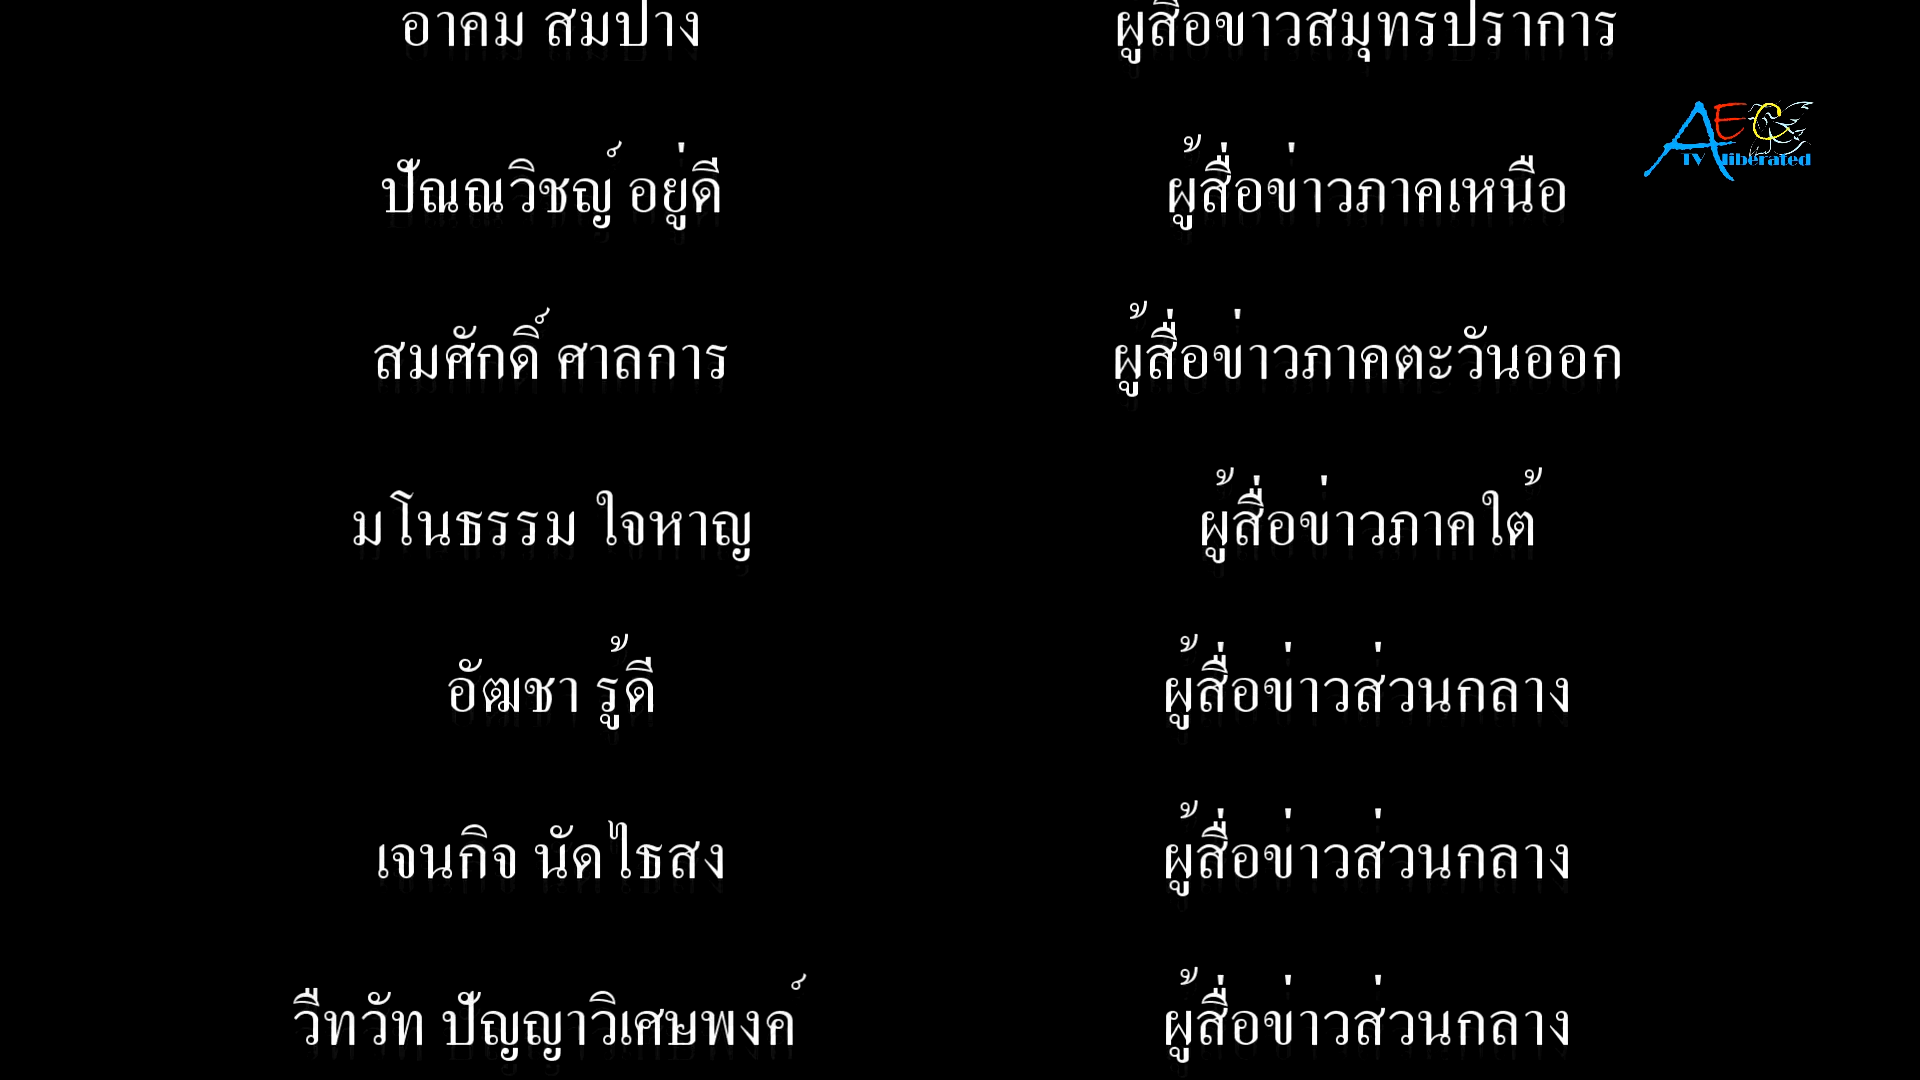 อาคม สมปาง ผู้สื่อข่าวสมุทรปราการ
AEC
TV liberated
ปัณณวิชญ์ อยู่ดี ผู้สื่อข่าวภาคเหนือ
สมศักดิ์ ศาลการ ผู้สื่อข่าวภาคตะวันออก
มโนธรรม ใจหาญ ผู้สื่อข่าวภาคใต้
อัฒชา รู้ดี ผู้สื่อข่าวส่วนกลาง
เจนกิจ นัดไธสง ผู้สื่อข่าวส่วนกลาง
วืทวัท ปัญญาวิเศษพงค์ ผู้สื่อข่าวส่วนกลาง